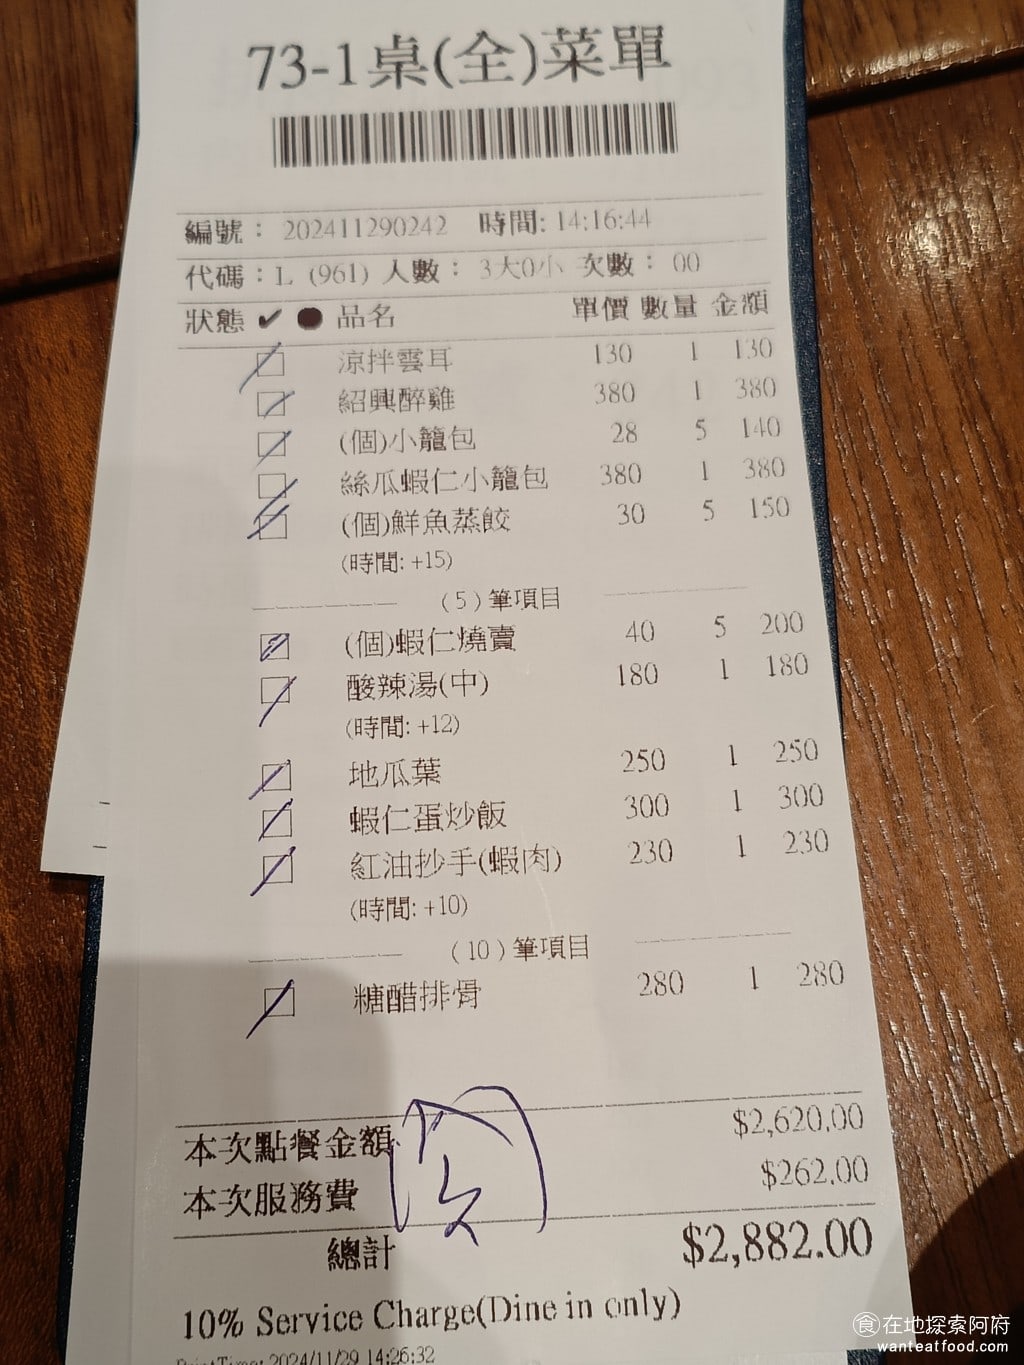 73-1桌(全)菜單
編號： 202411290242 時間: 14:16:44
代碼：L (961) 人數： 3大0小 次數： 00
狀態 ✔ ● 品名 單價 數量 金額
涼拌雲耳 130 1 130
紹興醉雞 380 1 380
(個)小籠包 28 5 140
絲瓜蝦仁小籠包 380 1 380
(個)鮮魚蒸餃 30 5 150
(時間: +15)
(5)筆項目
(個)蝦仁燒賣 40 5 200
酸辣湯(中) 180 1 180
(時間: +12)
地瓜葉 250 1 250
蝦仁蛋炒飯 300 1 300
紅油抄手(蝦肉) 230 1 230
(時間: +10)
(10)筆項目
糖醋排骨 280 1 280
本次點餐金額 $2,620.00
本次服務費 $262.00
總計 $2,882.00
10% Service Charge(Dine in only)
PrintTime: 2024/11/29 14:26:32
食在地探索阿府
wanteatfood.com